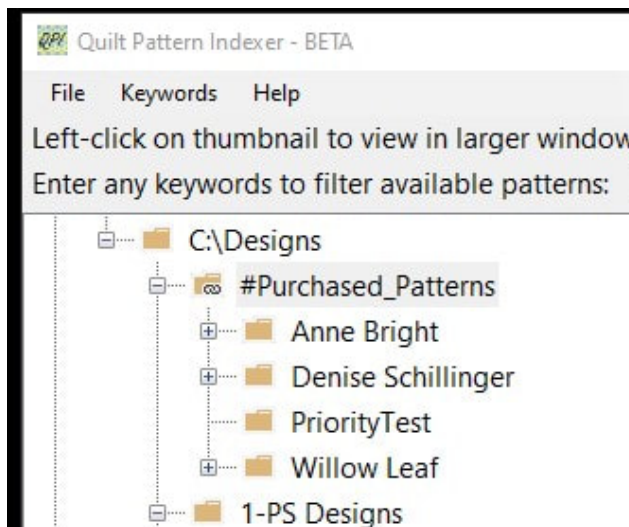 QPI Quilt Pattern Indexer - BETA
File Keywords Help
Left-click on thumbnail to view in larger window
Enter any keywords to filter available patterns:
C:\Designs
#Purchased_Patterns
Anne Bright
Denise Schillinger
PriorityTest
Willow Leaf
1-PS Designs